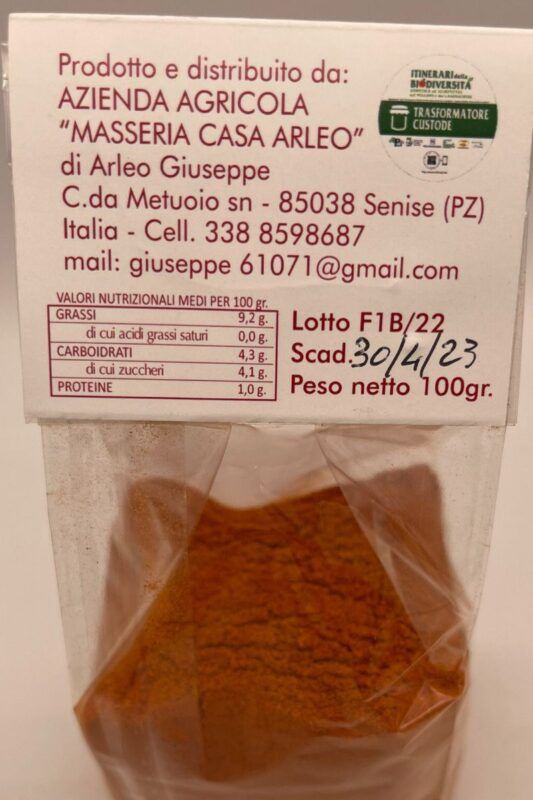 Prodotto e distribuito da:
AZIENDA AGRICOLA
"MASSERIA CASA ARLEO"
di Arleo Giuseppe
C.da Metuoio sn - 85038 Senise (PZ)
Italia - Cell. 338 8598687
mail: giuseppe 61071@gmail.com
ITINERARI della
BIODIVERSITÀ
TRASFORMATORE
CUSTODE
VALORI NUTRIZIONALI MEDI PER 100 gr.
GRASSI 9,2 g.
di cui acidi grassi saturi 0,0 g.
CARBOIDRATI 4,3 g.
di cui zuccheri 4,1 g.
PROTEINE 1,0 g.
Lotto F1B/22
Scad. 30/4/23
Peso netto 100gr.